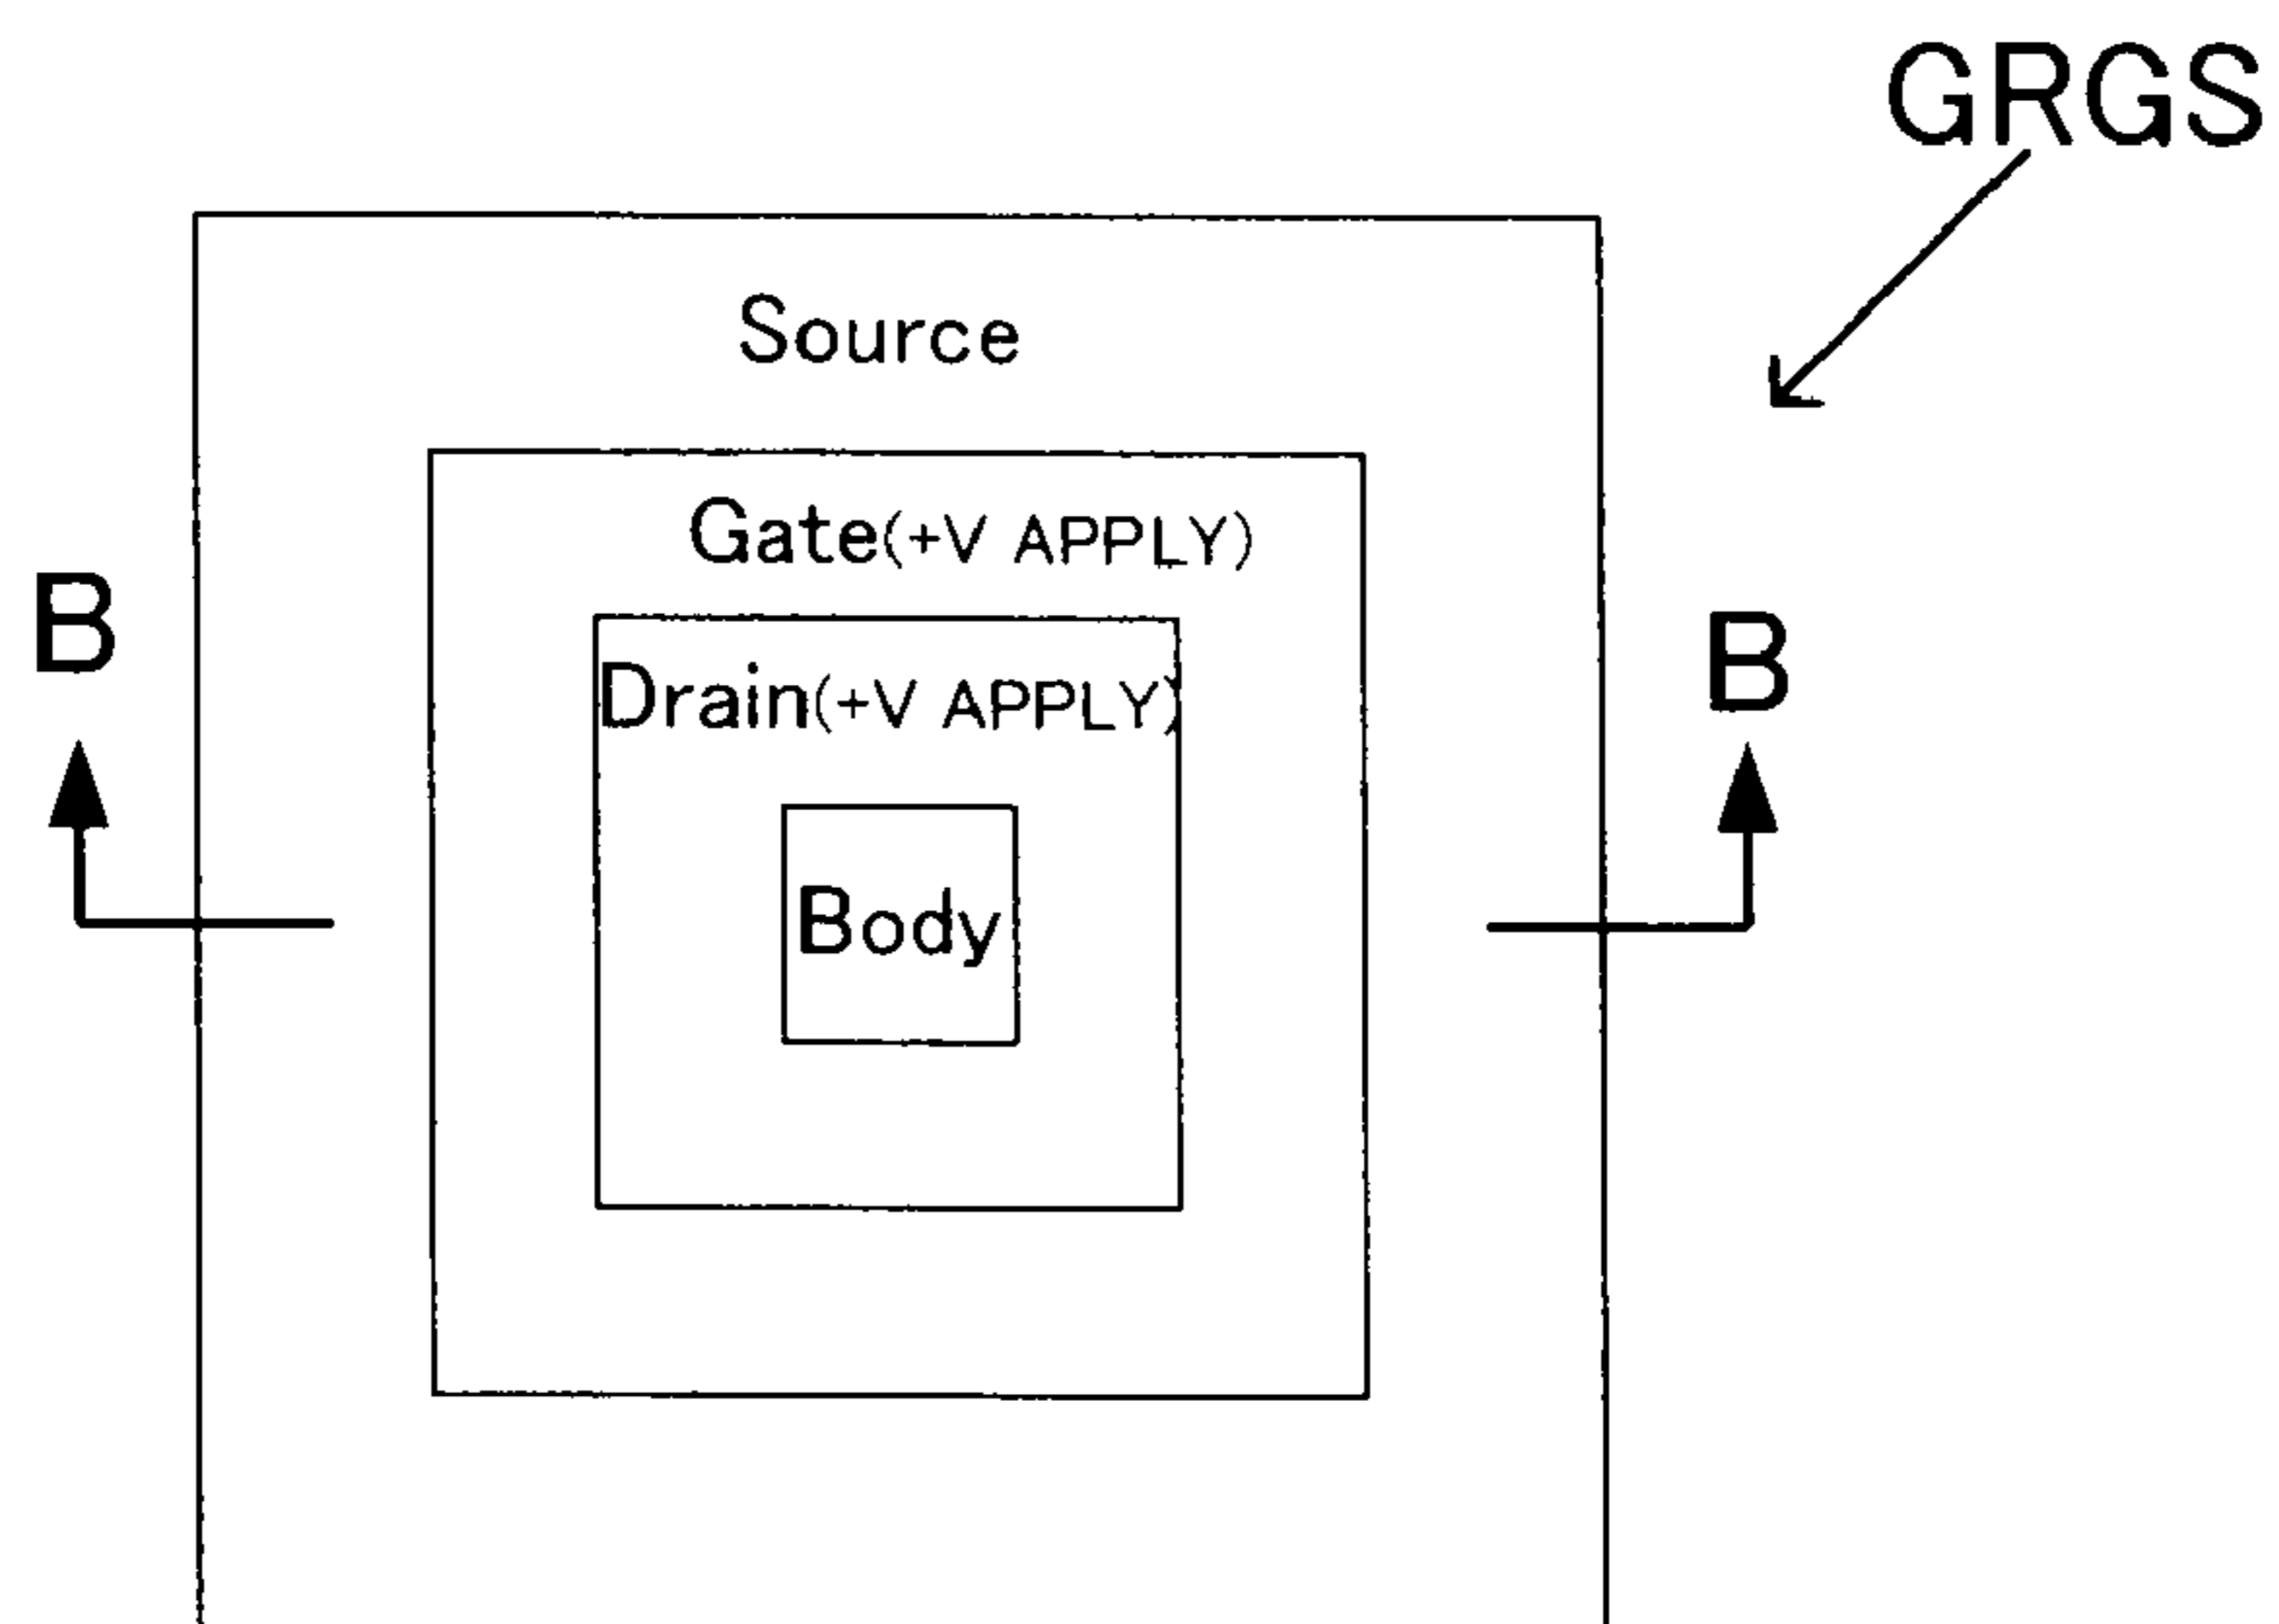 GRGS
Source
Gate(+V APPLY)
B
B
Drain(+V APPLY)
Body